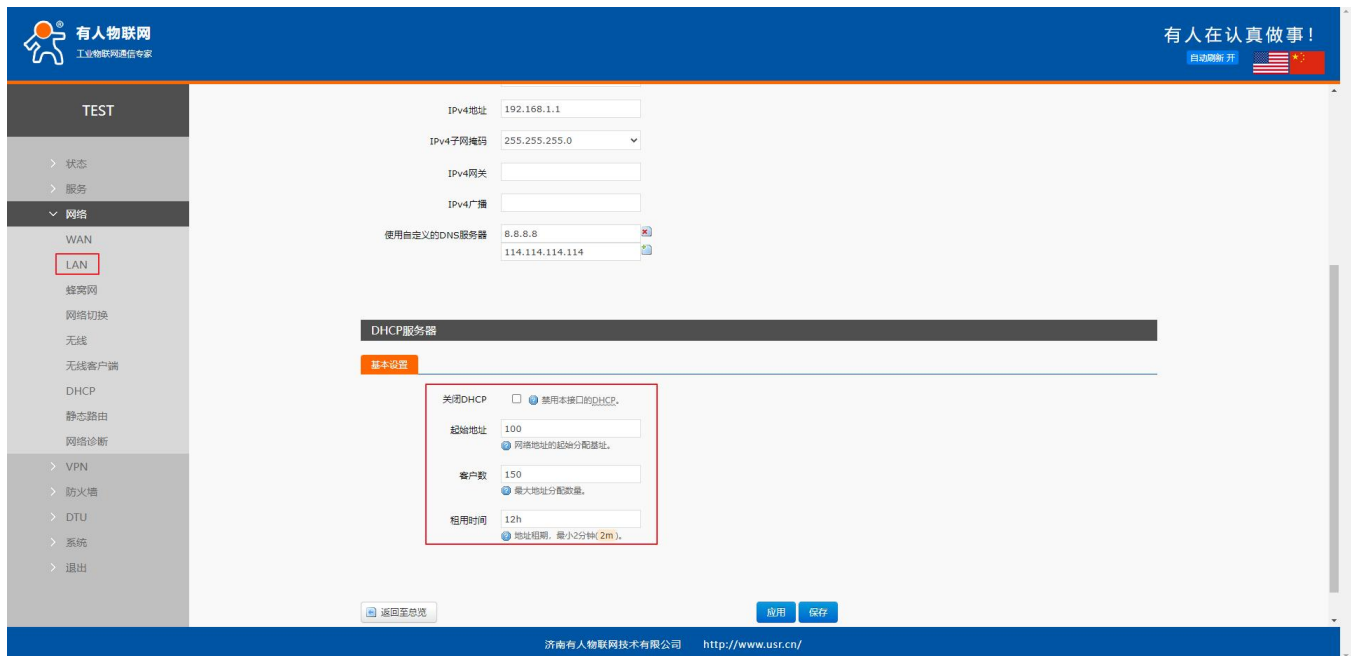 有人物联网
工业物联网通信专家
有人在认真做事！
自动刷新 开
TEST
状态
服务
网络
WAN
LAN
蜂窝网
网络切换
无线
无线客户端
DHCP
静态路由
网络诊断
VPN
防火墙
DTU
系统
退出
IPv4地址 192.168.1.1
IPv4子网掩码 255.255.255.0
IPv4网关
IPv4广播
使用自定义的DNS服务器 8.8.8.8
114.114.114.114
DHCP服务器
基本设置
关闭DHCP 禁用本接口的DHCP。
起始地址 100
网络地址的起始分配基址。
客户数 150
最大地址分配数量。
租用时间 12h
地址租期，最小2分钟(2m)。
返回至总览 应用 保存
济南有人物联网技术有限公司 http://www.usr.cn/